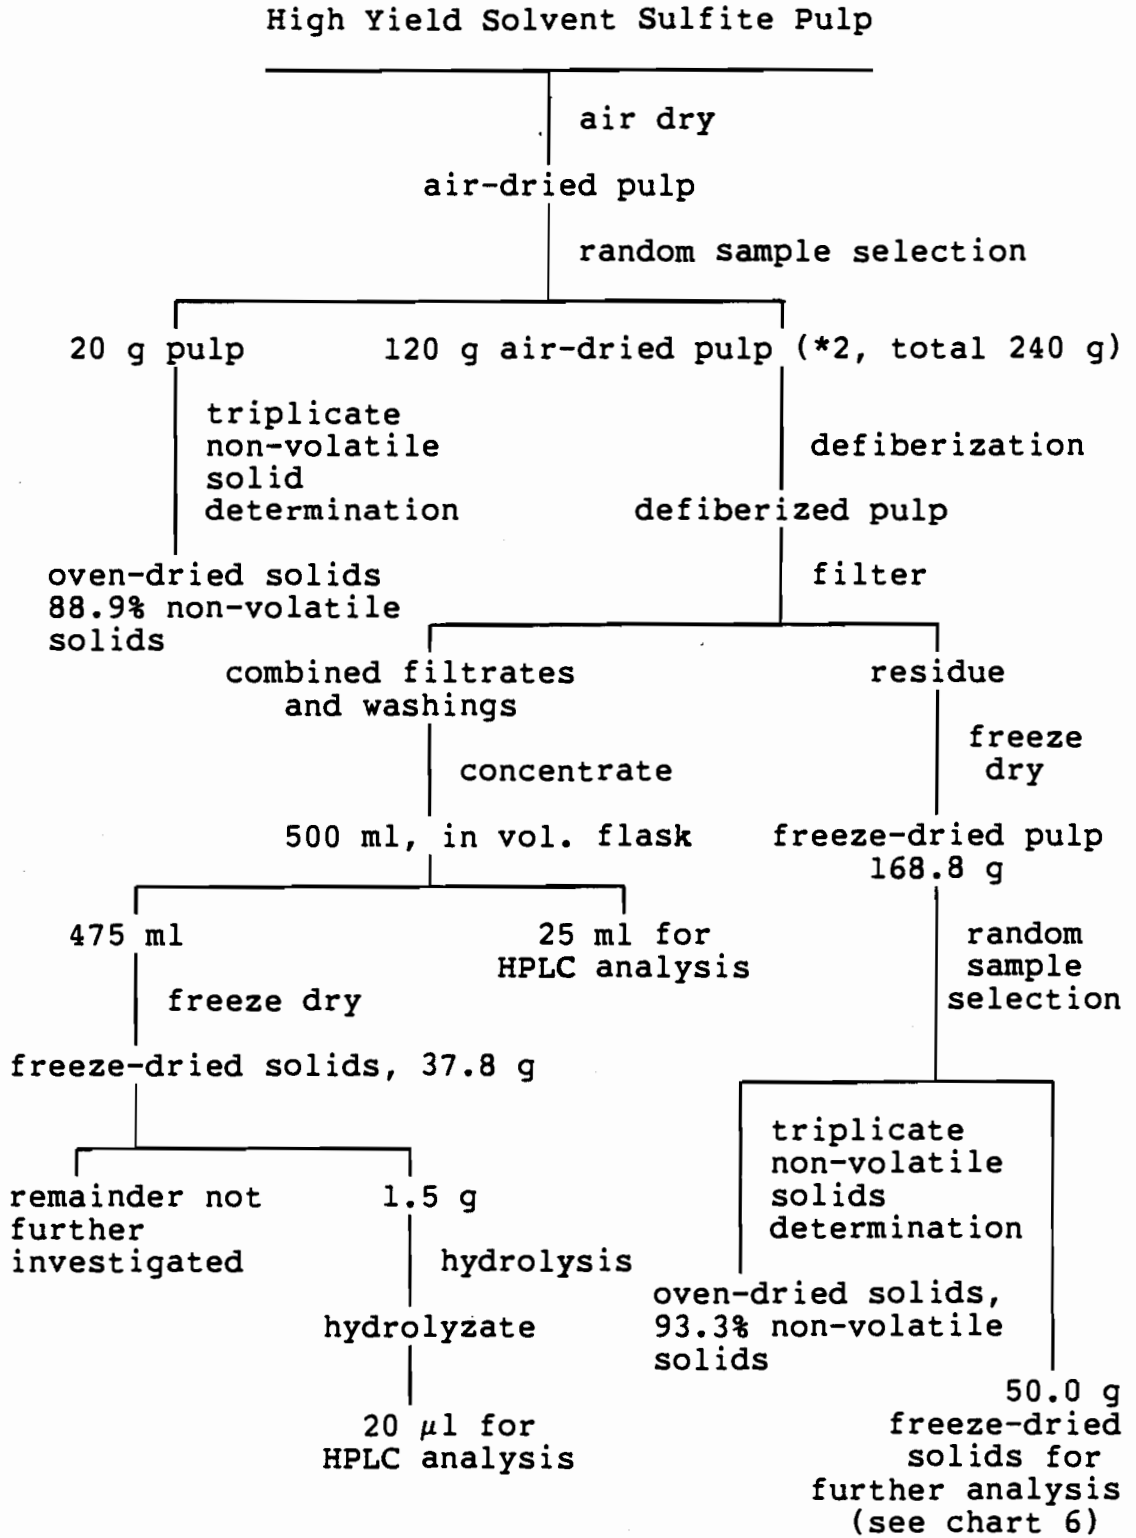 High Yield Solvent Sulfite Pulp
air dry
air-dried pulp
random sample selection
20 g pulp
120 g air-dried pulp (*2, total 240 g)
triplicate
non-volatile
solid
determination
defiberization
defiberized pulp
oven-dried solids
88.9% non-volatile
solids
filter
combined filtrates
and washings
residue
freeze
dry
concentrate
500 ml, in vol. flask
freeze-dried pulp
168.8 g
475 ml
25 ml for
HPLC analysis
random
sample
selection
freeze dry
freeze-dried solids, 37.8 g
triplicate
non-volatile
solids
determination
remainder not
further
investigated
1.5 g
hydrolysis
hydrolyzate
oven-dried solids,
93.3% non-volatile
solids
20 µl for
HPLC analysis
50.0 g
freeze-dried
solids for
further analysis
(see chart 6)